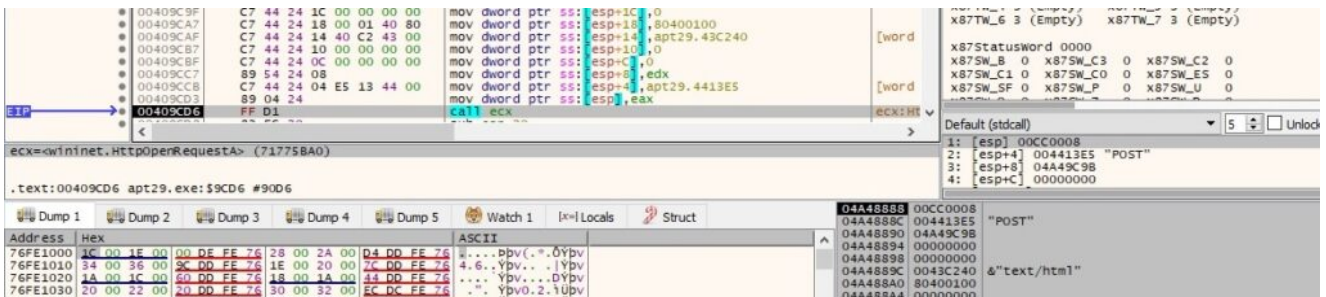 00409C9F C7 44 24 1C 00 00 00 00 mov dword ptr ss:[esp+1C],0
00409CA7 C7 44 24 18 00 01 40 80 mov dword ptr ss:[esp+18],80400100
00409CAF C7 44 24 14 40 C2 43 00 mov dword ptr ss:[esp+14],apt29.43C240 [word
00409CB7 C7 44 24 10 00 00 00 00 mov dword ptr ss:[esp+10],0
00409CBF C7 44 24 0C 00 00 00 00 mov dword ptr ss:[esp+C],0
00409CC7 89 54 24 08 mov dword ptr ss:[esp+8],edx
00409CCB C7 44 24 04 E5 13 44 00 mov dword ptr ss:[esp+4],apt29.4413E5 [word
00409CD3 89 04 24 mov dword ptr ss:[esp],eax
EIP 00409CD6 FF D1 call ecx ecx:Ht
ecx=<wininet.HttpOpenRequestA> (71775BA0)
.text:00409CD6 apt29.exe:$9CD6 #90D6
x87TW_6 3 (Empty) x87TW_7 3 (Empty)
x87StatusWord 0000
x87SW_B 0 x87SW_C3 0 x87SW_C2 0
x87SW_C1 0 x87SW_C0 0 x87SW_ES 0
x87SW_SF 0 x87SW_P 0 x87SW_U 0
Default (stdcall) 5 Unlock
1: [esp] 00CC0008
2: [esp+4] 004413E5 "POST"
3: [esp+8] 04A49C9B
4: [esp+C] 00000000
Dump 1 Dump 2 Dump 3 Dump 4 Dump 5 Watch 1 [x=] Locals Struct
Address Hex ASCII
76FE1000 1C 00 1E 00 00 DE FE 76 28 00 2A 00 D4 DD FE 76 .....Þþv(.*.ÔÝþv
76FE1010 34 00 36 00 9C DD FE 76 1E 00 20 00 7C DD FE 76 4.6..Ýþv.. .|Ýþv
76FE1020 1A 00 1C 00 60 DD FE 76 18 00 1A 00 44 DD FE 76 ....`Ýþv....DÝþv
76FE1030 20 00 22 00 20 DD FE 76 30 00 32 00 EC DC FE 76 .". Ýþv0.2.ìÜþv
04A48888 00CC0008
04A4888C 004413E5 "POST"
04A48890 04A49C9B
04A48894 00000000
04A48898 00000000
04A4889C 0043C240 &"text/html"
04A488A0 80400100
04A488A4 00000000